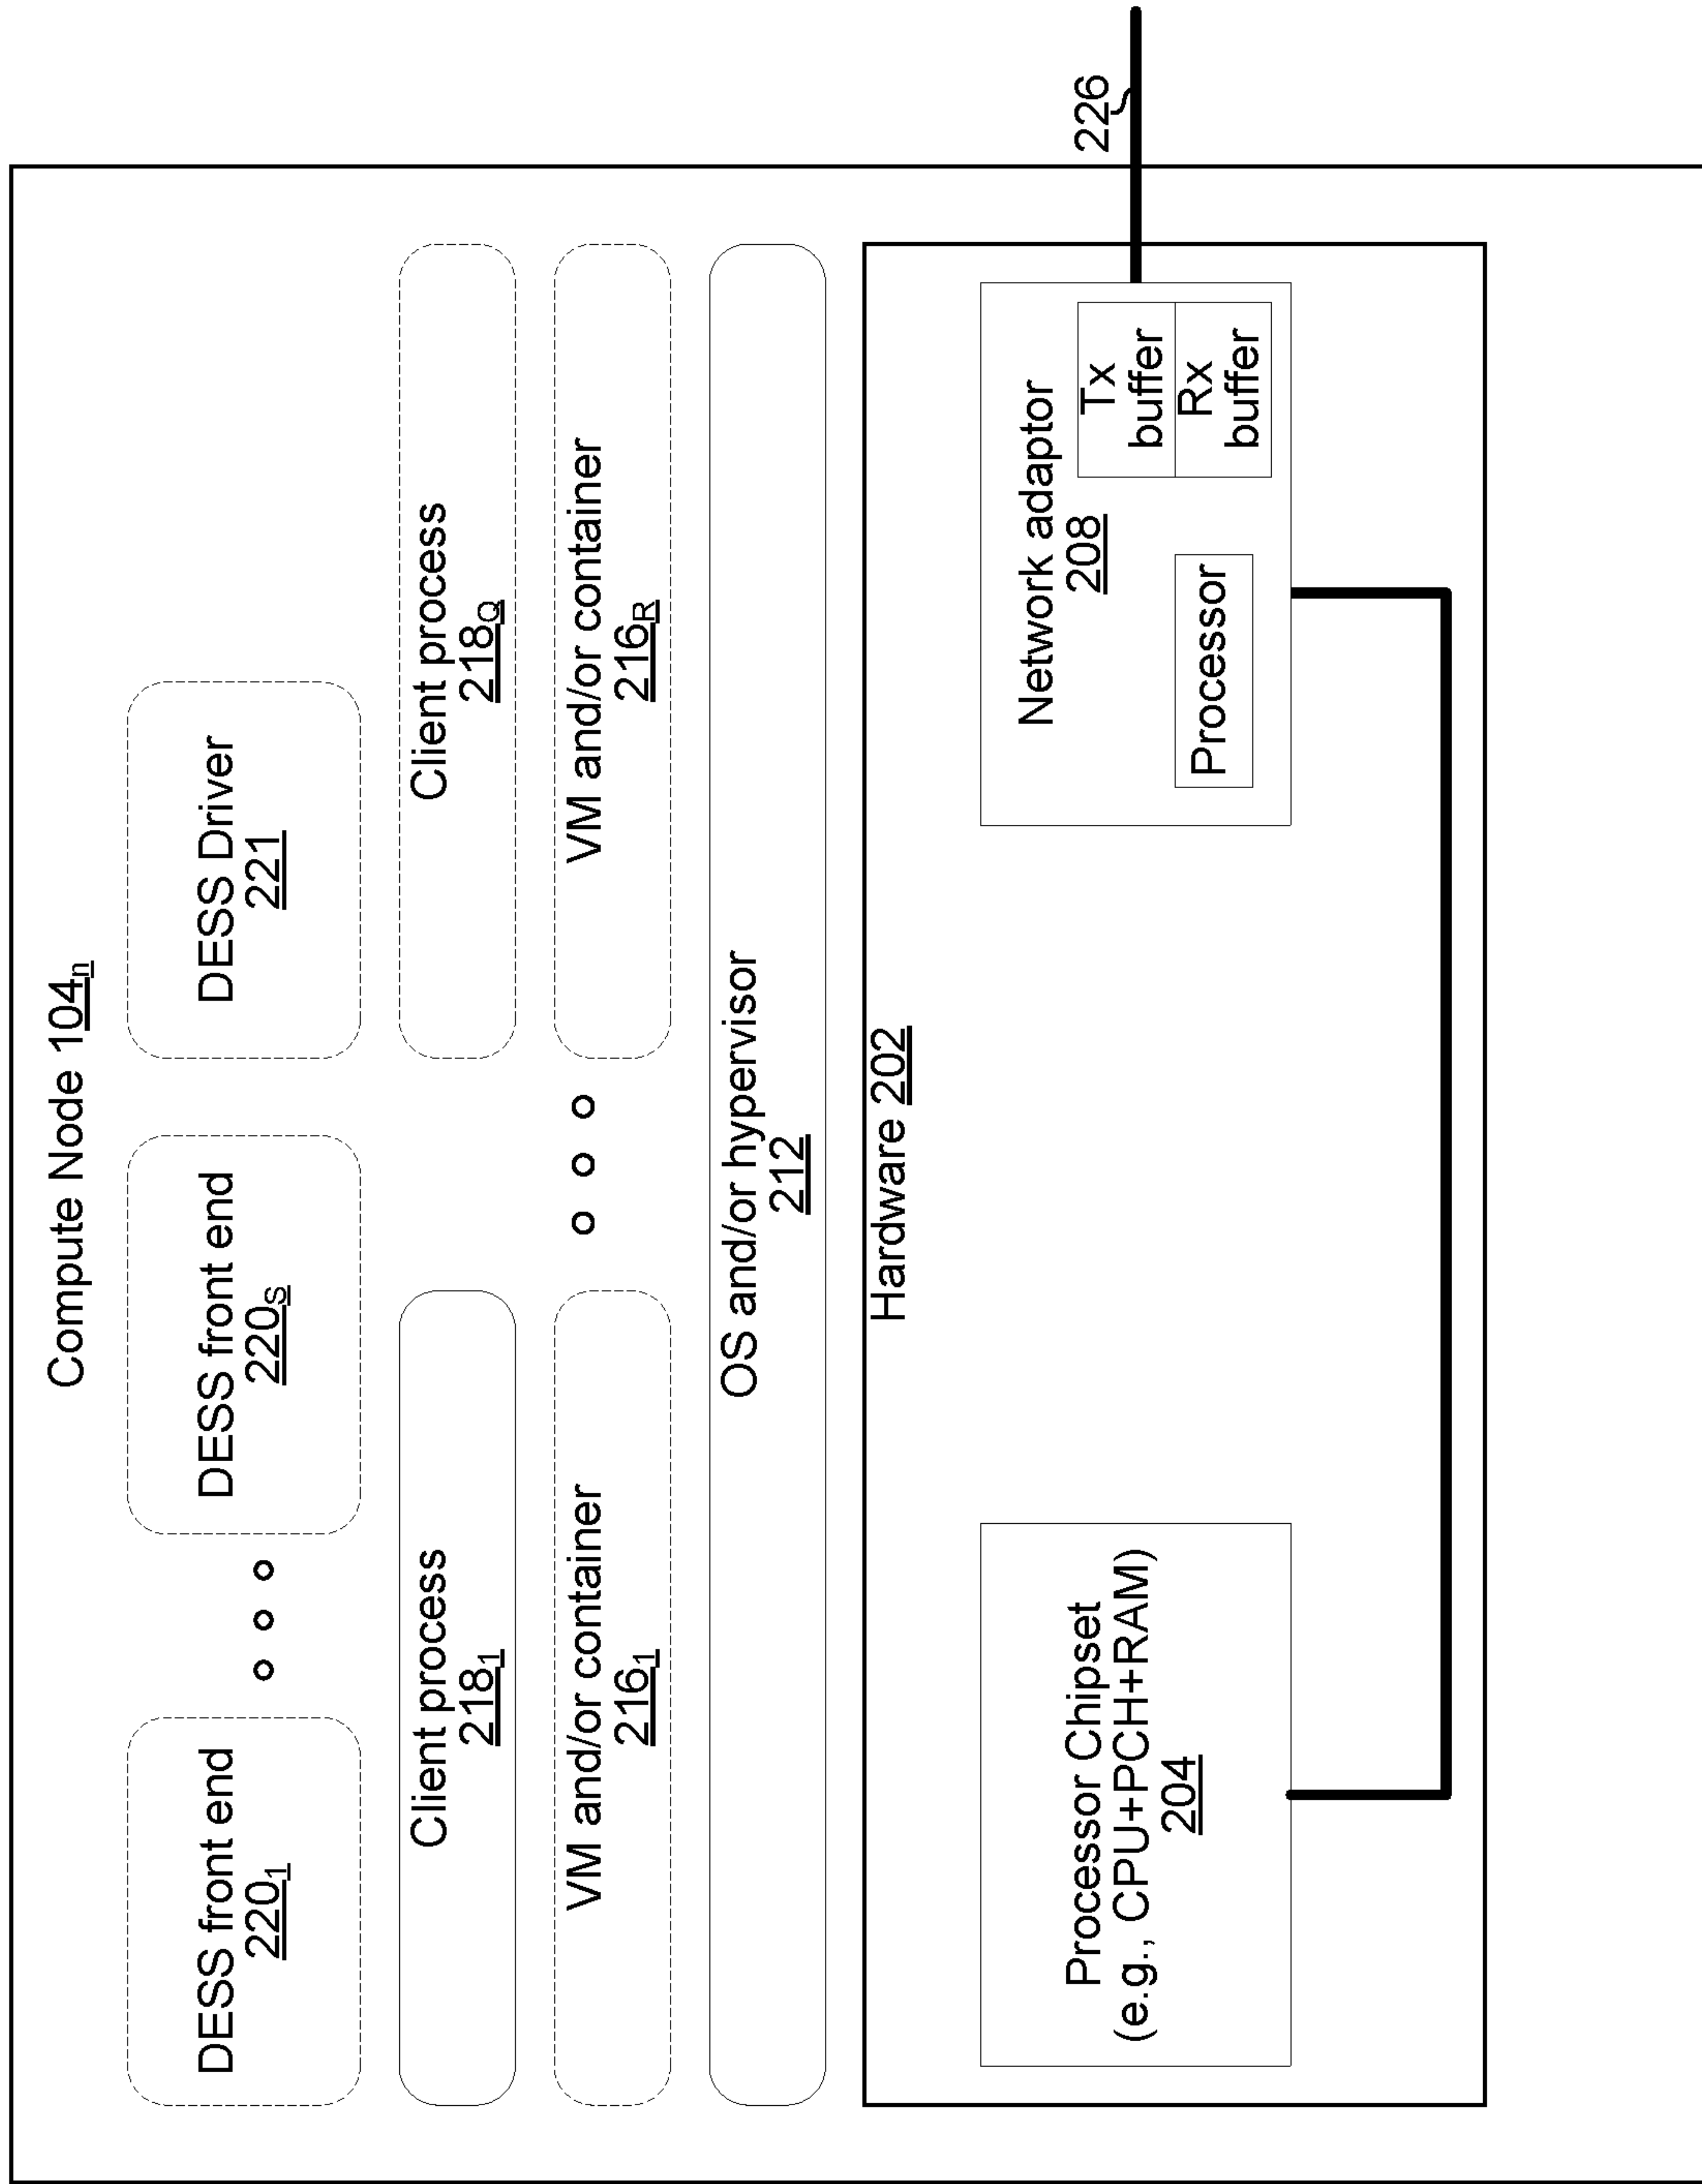 Compute Node 104n
DESS front end
220₁
DESS front end
220S
DESS Driver
221
Client process
218₁
Client process
218Q
VM and/or container
216₁
VM and/or container
216R
OS and/or hypervisor
212
Hardware 202
Processor Chipset
(e.g., CPU+PCH+RAM)
204
Network adaptor
208
Processor
Tx
buffer
Rx
buffer
226